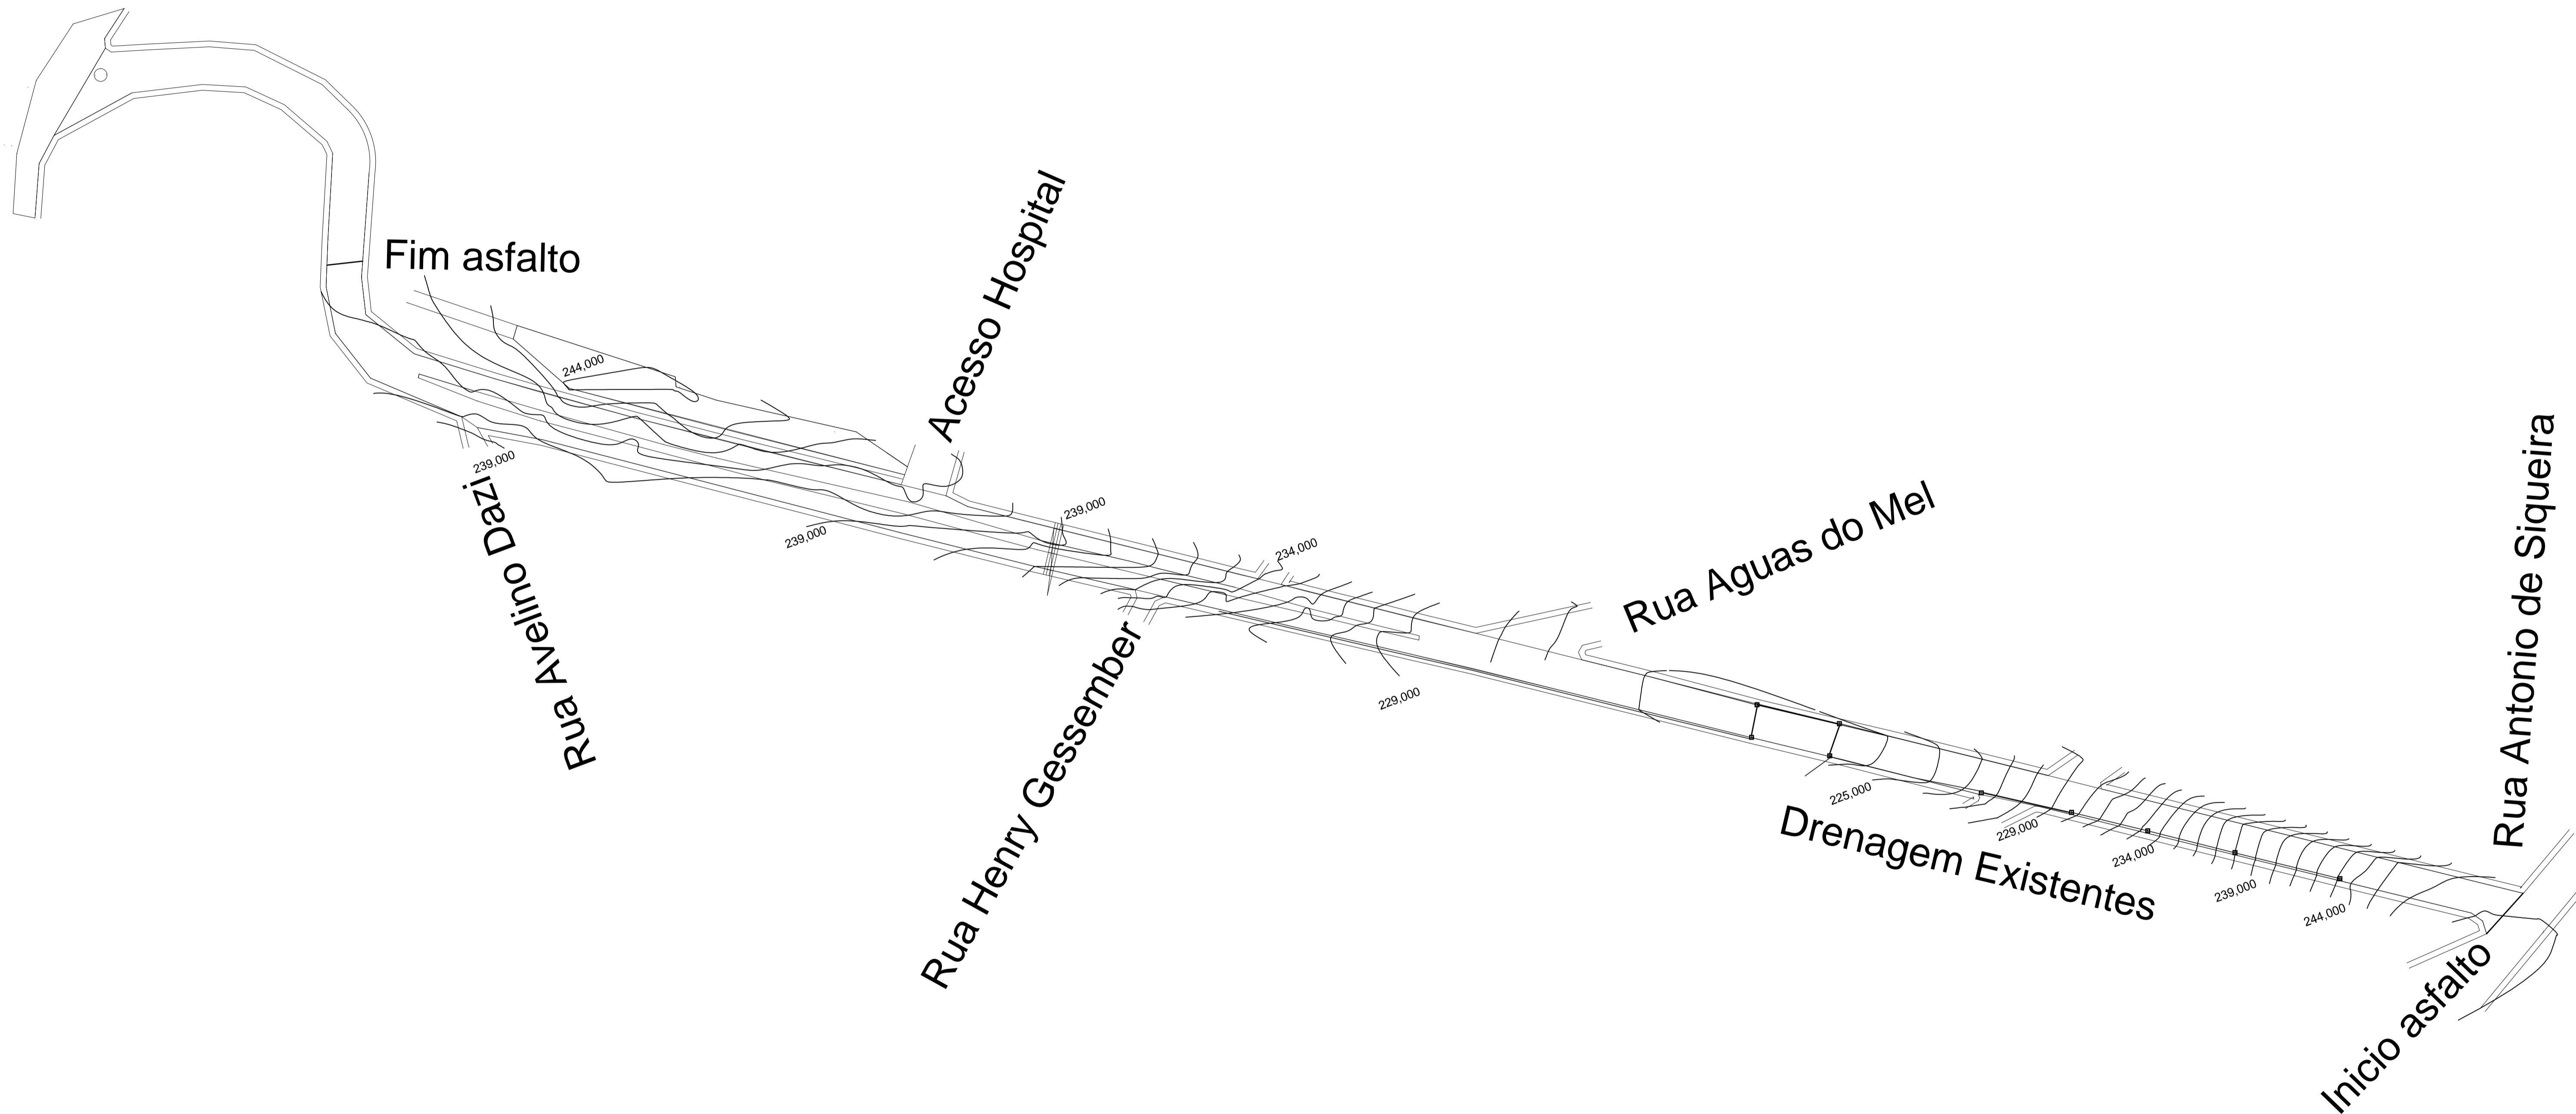 Fim asfalto
244,000
Acesso Hospital
239,000
Rua Avelino Dazi
239,000
239,000
234,000
Rua Henry Gessember
229,000
Rua Aguas do Mel
225,000
Drenagem Existentes
229,000
234,000
239,000
244,000
Rua Antonio de Siqueira
Inicio asfalto